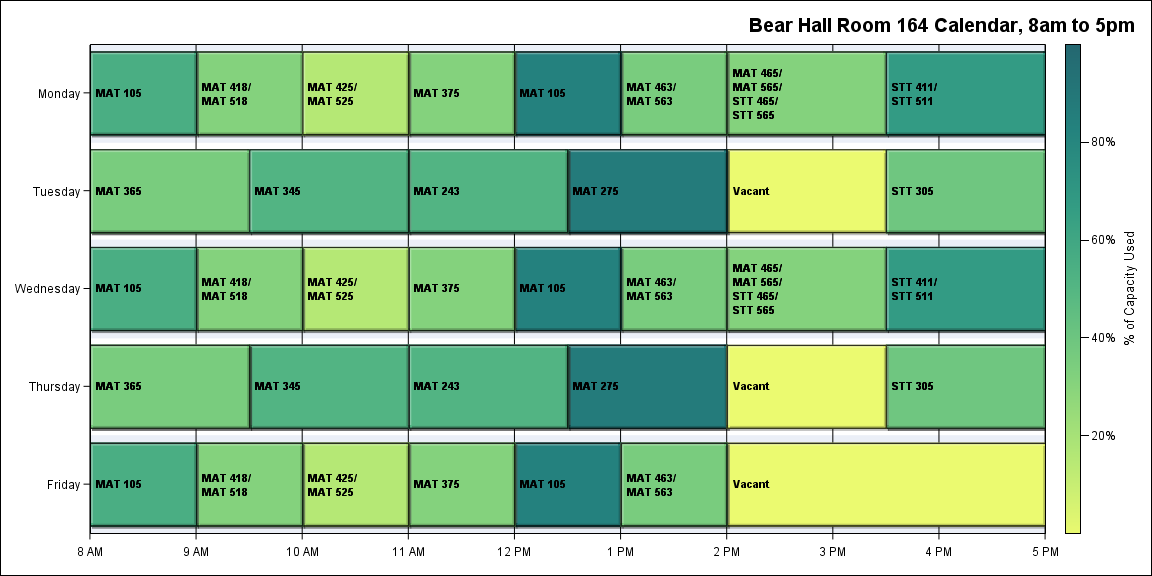 Bear Hall Room 164 Calendar, 8am to 5pm
Monday
MAT 105
MAT 418/
MAT 518
MAT 425/
MAT 525
MAT 375
MAT 105
MAT 463/
MAT 563
MAT 465/
MAT 565/
STT 465/
STT 565
STT 411/
STT 511
Tuesday
MAT 365
MAT 345
MAT 243
MAT 275
Vacant
STT 305
Wednesday
MAT 105
MAT 418/
MAT 518
MAT 425/
MAT 525
MAT 375
MAT 105
MAT 463/
MAT 563
MAT 465/
MAT 565/
STT 465/
STT 565
STT 411/
STT 511
Thursday
MAT 365
MAT 345
MAT 243
MAT 275
Vacant
STT 305
Friday
MAT 105
MAT 418/
MAT 518
MAT 425/
MAT 525
MAT 375
MAT 105
MAT 463/
MAT 563
Vacant
8 AM
9 AM
10 AM
11 AM
12 PM
1 PM
2 PM
3 PM
4 PM
5 PM
80%
60%
40%
20%
% of Capacity Used